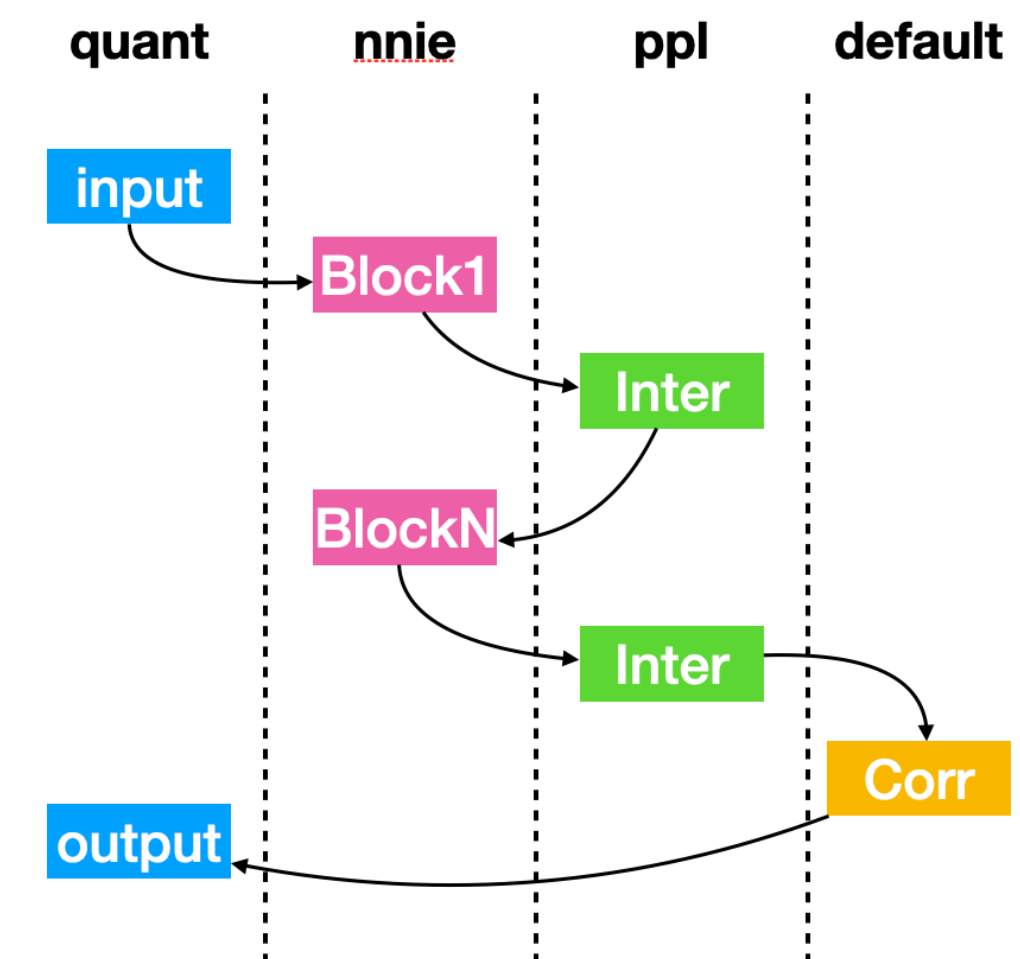 quant nnie ppl default
input
Block1
Inter
BlockN
Inter
Corr
output